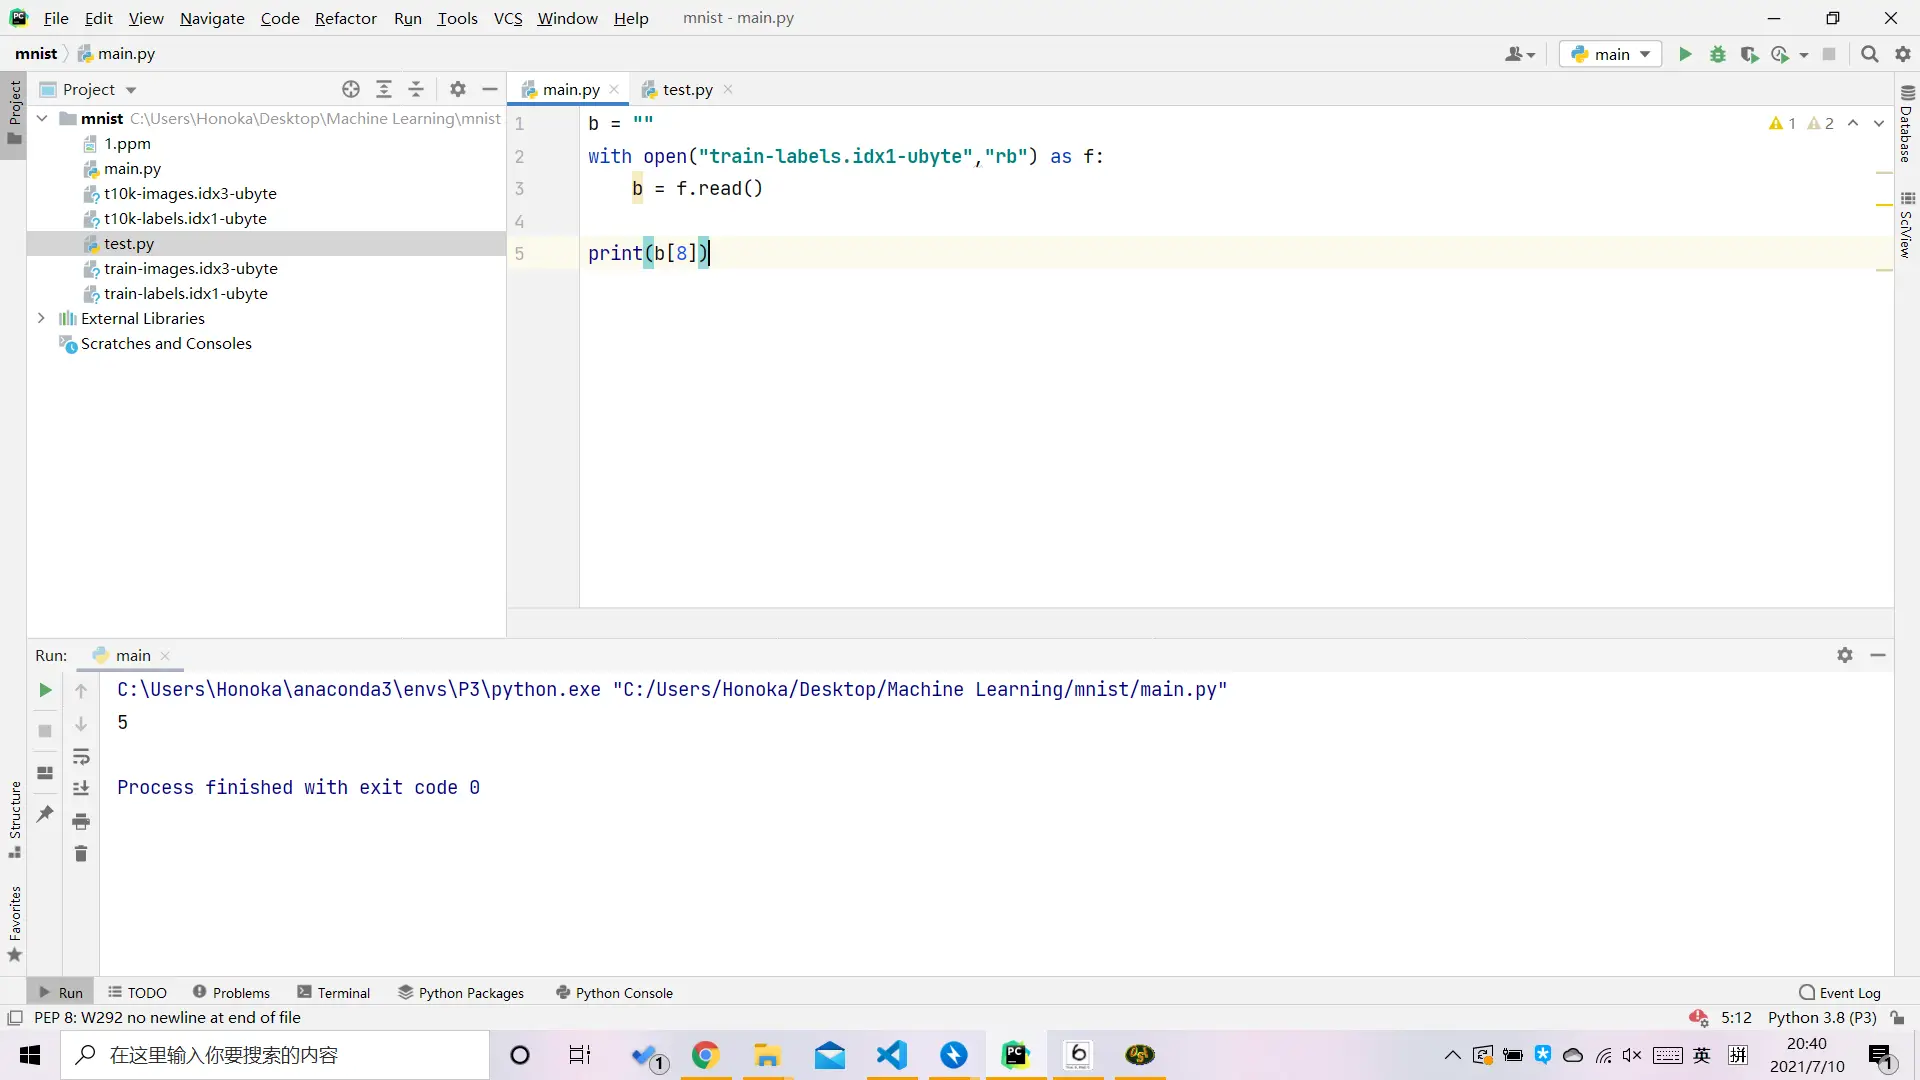 File Edit View Navigate Code Refactor Run Tools VCS Window Help mnist - main.py
mnist main.py main
Project
Project
main.py
test.py
mnist C:\Users\Honoka\Desktop\Machine Learning\mnist
1.ppm
main.py
t10k-images.idx3-ubyte
t10k-labels.idx1-ubyte
test.py
train-images.idx3-ubyte
train-labels.idx1-ubyte
External Libraries
Scratches and Consoles
1 b = ""
2 with open("train-labels.idx1-ubyte","rb") as f:
3 b = f.read()
4
5 print(b[8])
1 2
Database
SciView
Run: main
C:\Users\Honoka\anaconda3\envs\P3\python.exe "C:/Users/Honoka/Desktop/Machine Learning/mnist/main.py"
5
Process finished with exit code 0
Structure
Favorites
Run TODO Problems Terminal Python Packages Python Console Event Log
PEP 8: W292 no newline at end of file 5:12 Python 3.8 (P3)
在这里输入你要搜索的内容
1
英 拼
20:40
2021/7/10
1